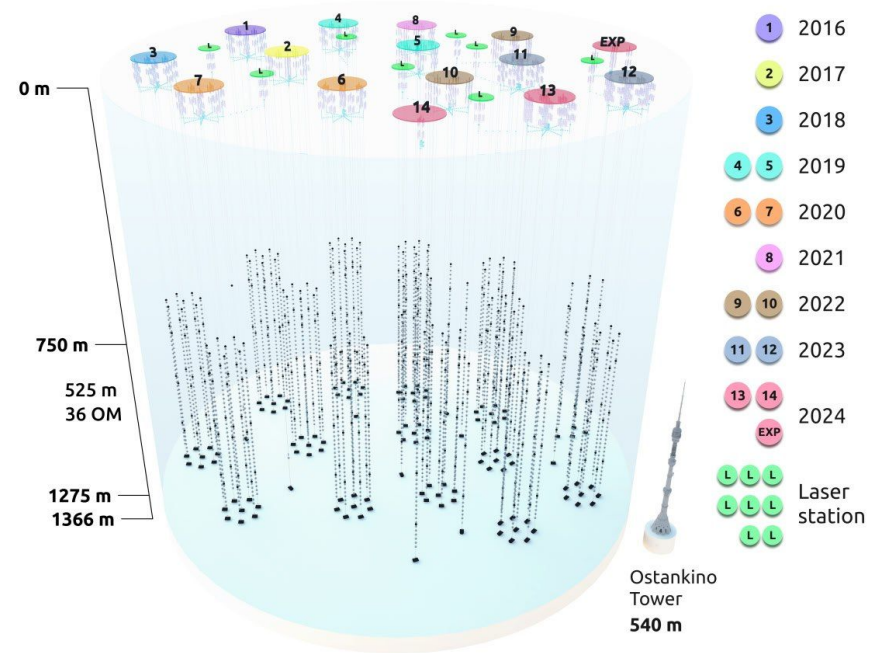 4
8
1
9
EXP
L
L
L
5
3
2
L
11
L
L
12
7
6
10
L
13
L
14
0 m
750 m
525 m
36 OM
1275 m
1366 m
1 2016
2 2017
3 2018
4 5 2019
6 7 2020
8 2021
9 10 2022
11 12 2023
13 14
2024
EXP
L L L
L L L
L L
Laser
station
Ostankino
Tower
540 m